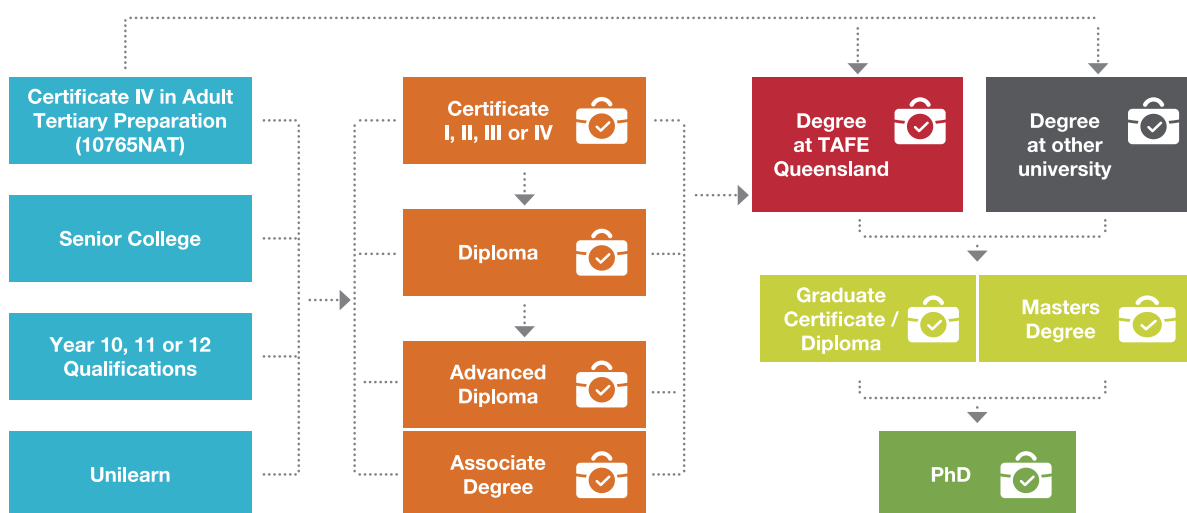 Certificate IV in Adult
Tertiary Preparation
(10765NAT)
Senior College
Year 10, 11 or 12
Qualifications
Unilearn
Certificate
I, II, III or IV
Diploma
Advanced
Diploma
Associate
Degree
Degree
at TAFE
Queensland
Degree
at other
university
Graduate
Certificate /
Diploma
Masters
Degree
PhD